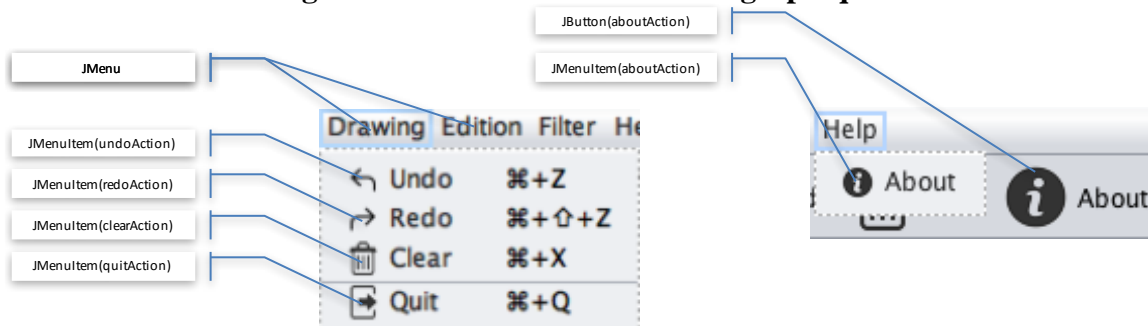 JButton(aboutAction)
JMenu
JMenuItem(aboutAction)
Drawing Edition Filter He
Help
JMenuItem(undoAction)
Undo ⌘+Z
About
JMenuItem(redoAction)
Redo ⌘+⇧+Z
About
JMenuItem(clearAction)
Clear ⌘+X
JMenuItem(quitAction)
Quit ⌘+Q